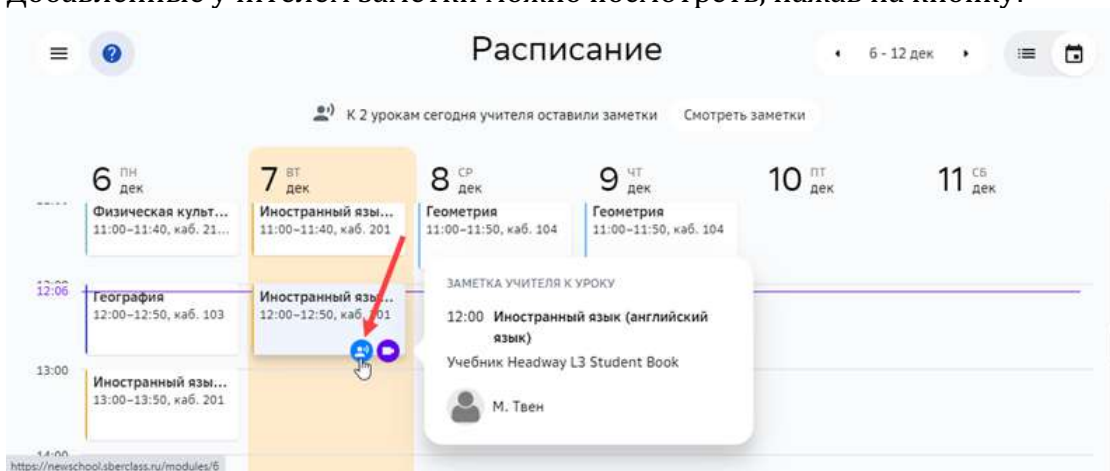 Добавленные учителем заметки можно посмотреть, нажав на кнопку:
Расписание
6 - 12 дек
К 2 урокам сегодня учителя оставили заметки Смотреть заметки
6 ПН дек
7 ВТ дек
8 СР дек
9 ЧТ дек
10 ПТ дек
11 СБ дек
Физическая культ...
11:00–11:40, каб. 21...
Иностранный язы...
11:00–11:40, каб. 201
Геометрия
11:00–11:50, каб. 104
Геометрия
11:00–11:50, каб. 104
12:06
География
12:00–12:50, каб. 103
Иностранный язы...
12:00–12:50, каб. 201
ЗАМЕТКА УЧИТЕЛЯ К УРОКУ
12:00 Иностранный язык (английский
язык)
Учебник Headway L3 Student Book
М. Твен
13:00
Иностранный язы...
13:00–13:50, каб. 201
14:00
https://newschool.sberclass.ru/modules/6